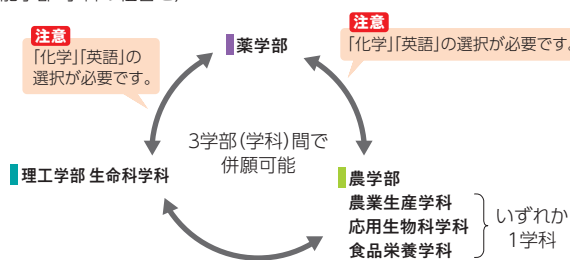 注意
「化学」「英語」の
選択が必要です。
薬学部
注意
「化学」「英語」の選択が必要です。
3学部(学科)間で
併願可能
理工学部 生命科学科
農学部
農業生産学科
応用生物科学科
食品栄養学科
いずれか
1学科